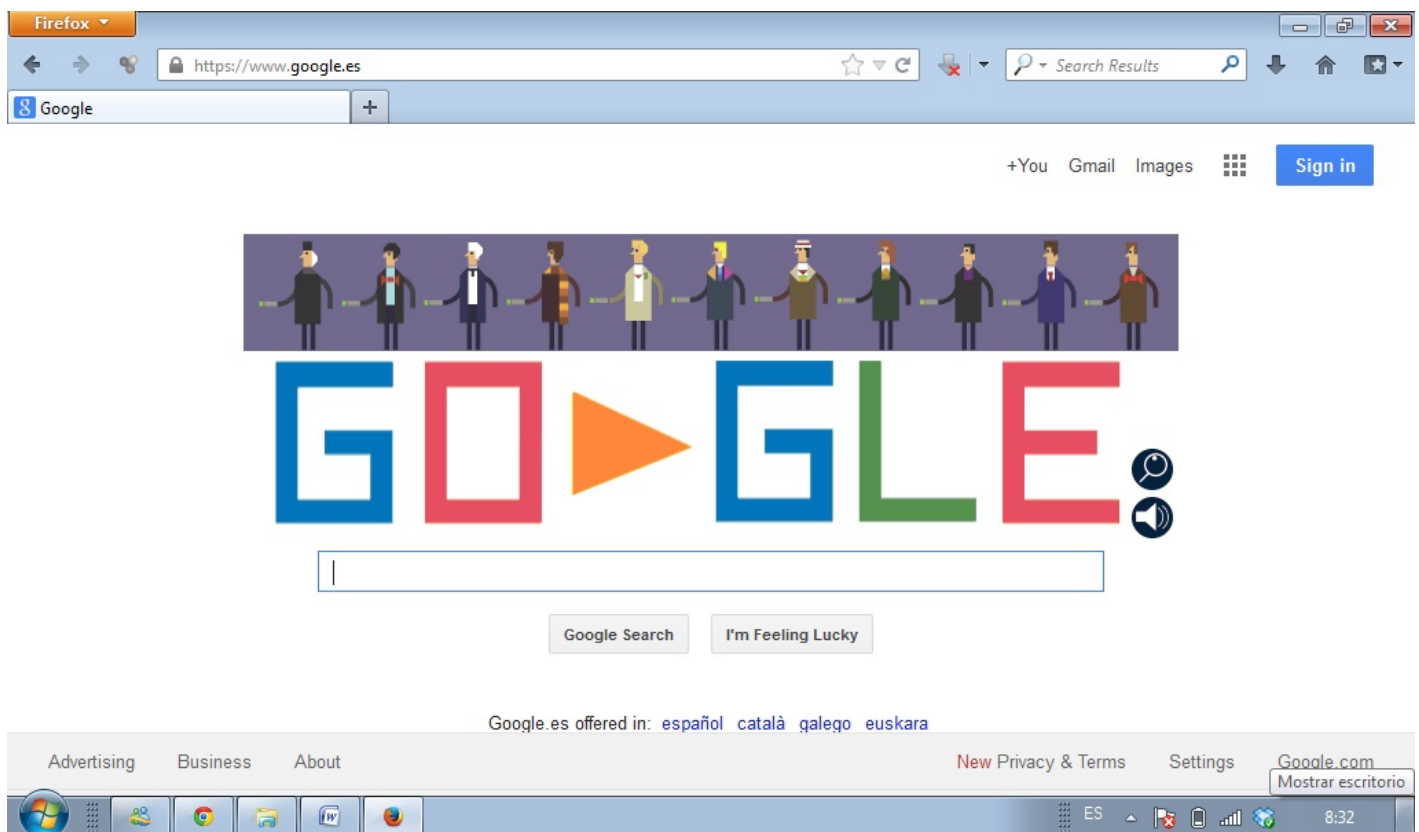 Firefox
https://www.google.es
Search Results
Google
+You Gmail Images Sign in
GO GLE
Google Search I'm Feeling Lucky
Google.es offered in: español català galego euskara
Advertising Business About New Privacy & Terms Settings Google.com
Mostrar escritorio
ES 8:32